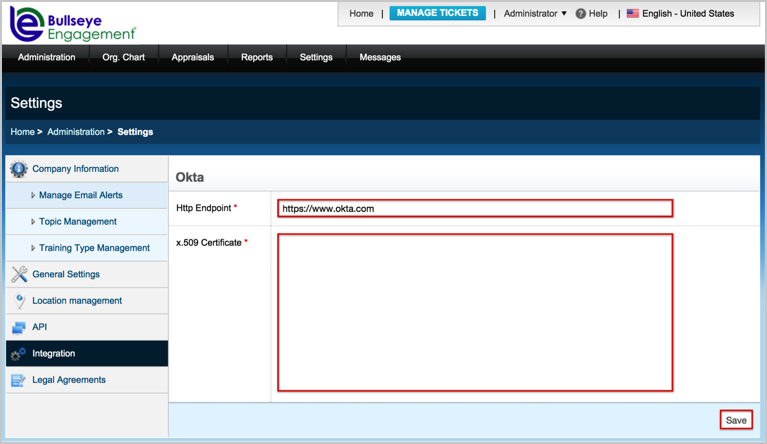 Bullseye
Engagement
Home | MANAGE TICKETS | Administrator ▼ ? Help | English - United States
Administration Org. Chart Appraisals Reports Settings Messages
Settings
Home > Administration > Settings
Company Information
Manage Email Alerts
Topic Management
Training Type Management
General Settings
Location management
API
Integration
Legal Agreements
Okta
Http Endpoint *
https://www.okta.com
x.509 Certificate *
Save